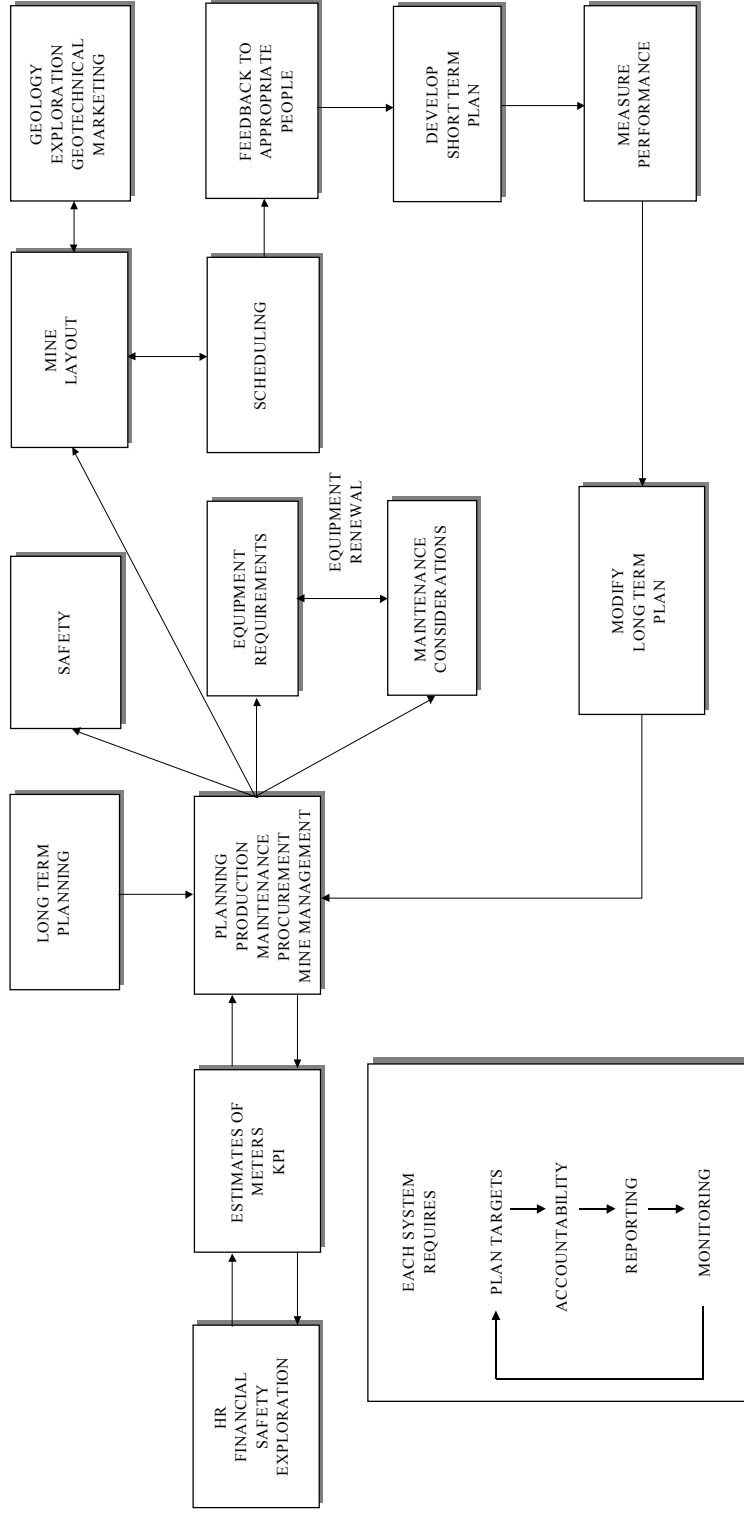 HR
FINANCIAL
SAFETY
EXPLORATION
ESTIMATES OF
METERS
KPI
LONG TERM
PLANNING
PLANNING
PRODUCTION
MAINTENANCE
PROCUREMENT
MINE MANAGEMENT
SAFETY
MINE
LAYOUT
GEOLOGY
EXPLORATION
GEOTECHNICAL
MARKETING
EQUIPMENT
REQUIREMENTS
EQUIPMENT
RENEWAL
MAINTENANCE
CONSIDERATIONS
SCHEDULING
FEEDBACK TO
APPROPRIATE
PEOPLE
DEVELOP
SHORT TERM
PLAN
MEASURE
PERFORMANCE
MODIFY
LONG TERM
PLAN
EACH SYSTEM
REQUIRES
PLAN TARGETS
ACCOUNTABILITY
REPORTING
MONITORING